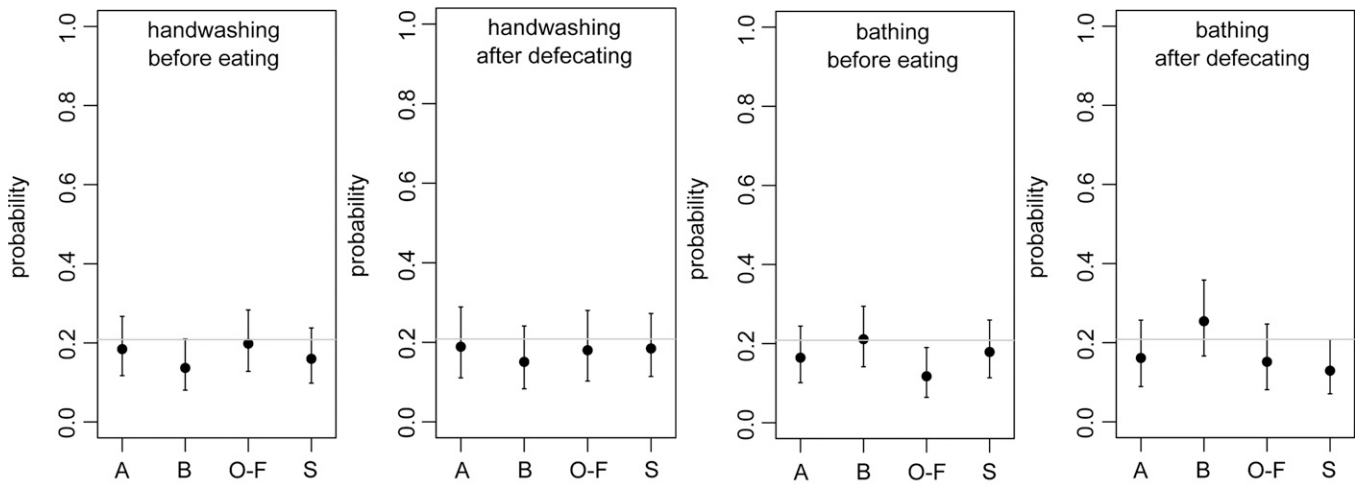 handwashing
before eating
probability
0.0 0.2 0.4 0.6 0.8 1.0
A B O-F S
handwashing
after defecating
probability
0.0 0.2 0.4 0.6 0.8 1.0
A B O-F S
bathing
before eating
probability
0.0 0.2 0.4 0.6 0.8 1.0
A B O-F S
bathing
after defecating
probability
0.0 0.2 0.4 0.6 0.8 1.0
A B O-F S